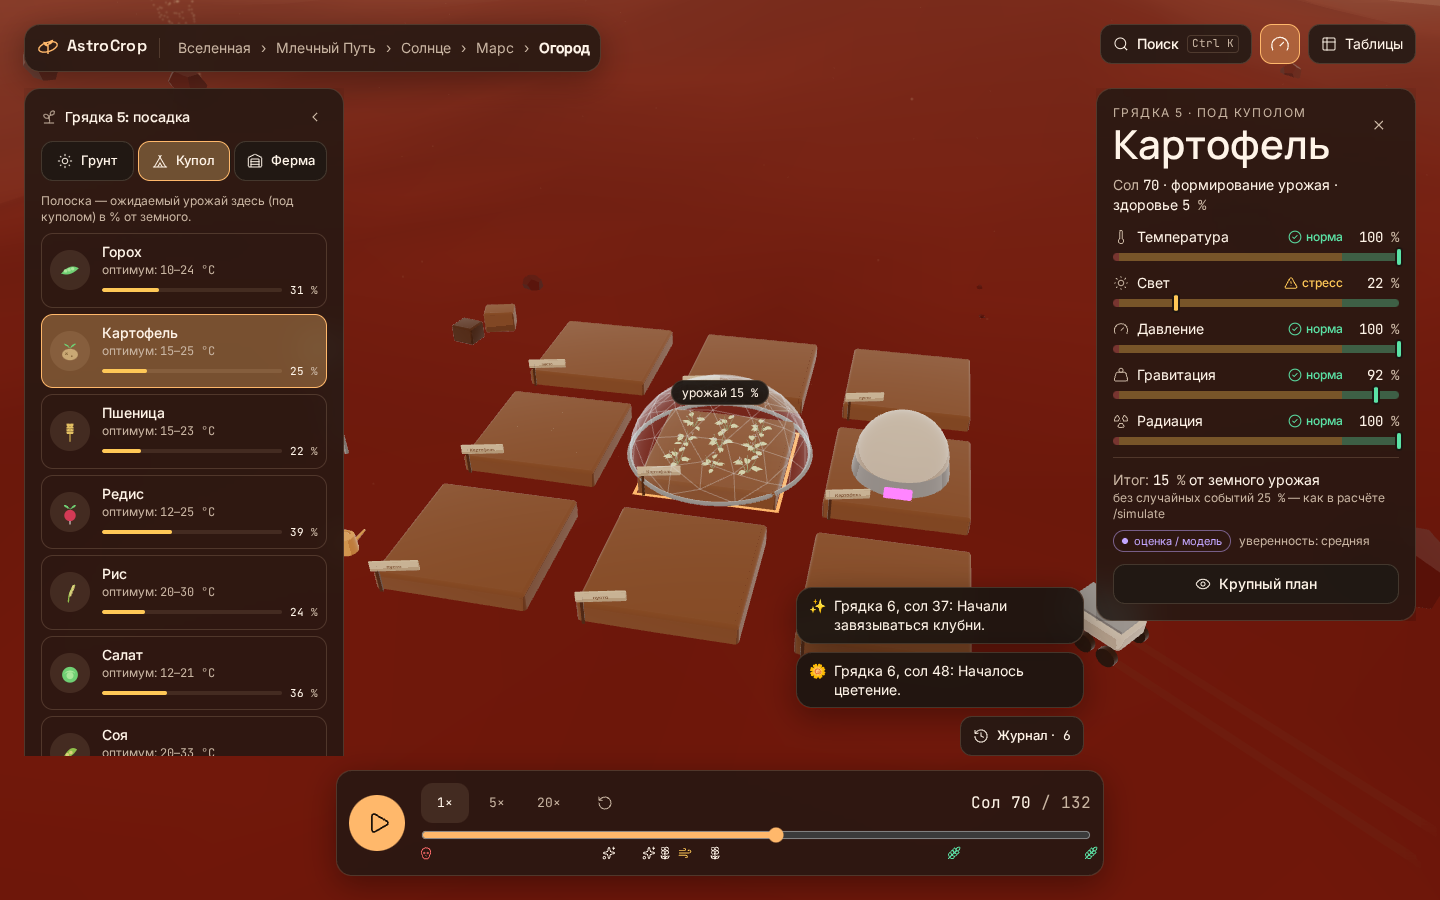 AstroCrop
Вселенная › Млечный Путь › Солнце › Марс › Огород
Поиск Ctrl K
Таблицы
Грядка 5: посадка
Грунт
Купол
Ферма
Полоска — ожидаемый урожай здесь (под
куполом) в % от земного.
Горох
оптимум: 10–24 °C
31 %
Картофель
оптимум: 15–25 °C
25 %
Пшеница
оптимум: 15–23 °C
22 %
Редис
оптимум: 12–25 °C
39 %
Рис
оптимум: 20–30 °C
24 %
Салат
оптимум: 12–21 °C
36 %
Соя
оптимум: 20–33 °C
урожай 15 %
ГРЯДКА 5 · ПОД КУПОЛОМ
Картофель
Сол 70 · формирование урожая ·
здоровье 5 %
Температура норма 100 %
Свет стресс 22 %
Давление норма 100 %
Гравитация норма 92 %
Радиация норма 100 %
Итог: 15 % от земного урожая
без случайных событий 25 % — как в расчёте
/simulate
оценка / модель уверенность: средняя
Крупный план
Грядка 6, сол 37: Начали
завязываться клубни.
Грядка 6, сол 48: Началось
цветение.
Журнал · 6
1× 5× 20×
Сол 70 / 132